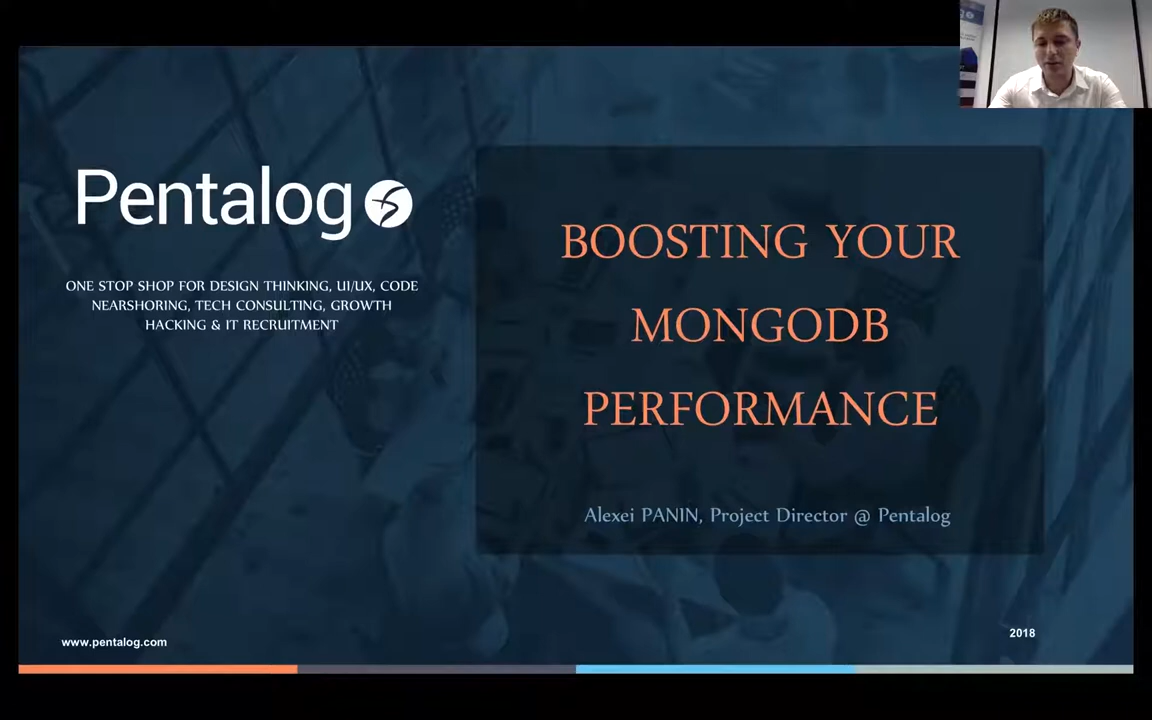 Pentalog
ONE STOP SHOP FOR DESIGN THINKING, UI/UX, CODE
NEARSHORING, TECH CONSULTING, GROWTH
HACKING & IT RECRUITMENT
BOOSTING YOUR
MONGODB
PERFORMANCE
Alexei PANIN, Project Director @ Pentalog
www.pentalog.com
2018